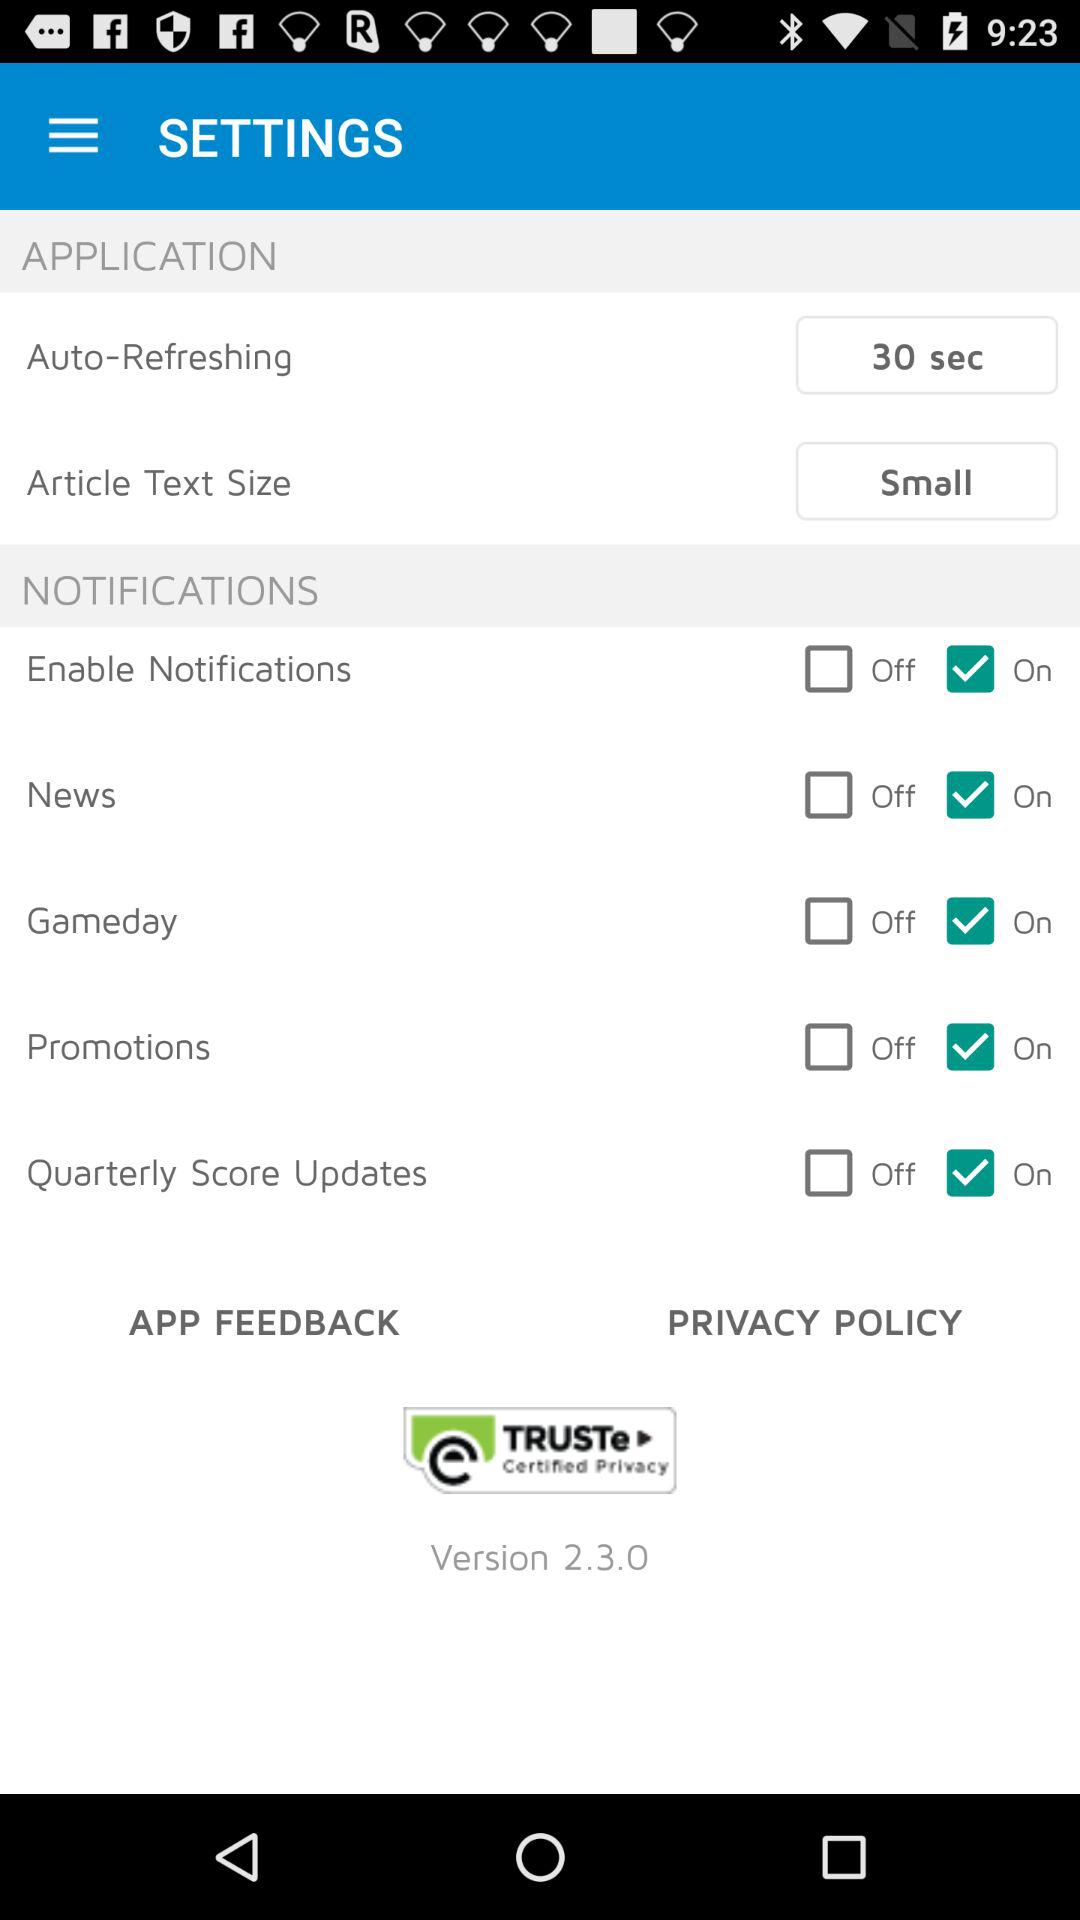 9:23
SETTINGS
APPLICATION
Auto-Refreshing 30 sec
Article Text Size Small
NOTIFICATIONS
Enable Notifications Off On
News Off On
Gameday Off On
Promotions Off On
Quarterly Score Updates Off On
APP FEEDBACK PRIVACY POLICY
TRUSTe
Certified Privacy
Version 2.3.0